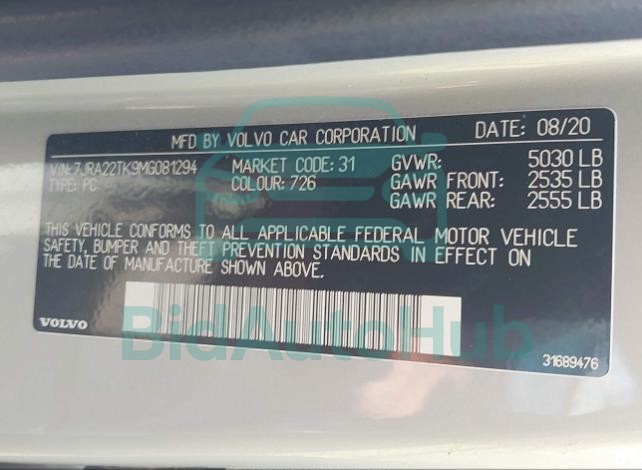 MFD BY VOLVO CAR CORPORATION DATE: 08/20
VIN: 7JRA22TK9MG081294 MARKET CODE: 31 GVWR: 5030 LB
TYPE: PC COLOUR: 726 GAWR FRONT: 2535 LB
GAWR REAR: 2555 LB
THIS VEHICLE CONFORMS TO ALL APPLICABLE FEDERAL MOTOR VEHICLE
SAFETY, BUMPER AND THEFT PREVENTION STANDARDS IN EFFECT ON
THE DATE OF MANUFACTURE SHOWN ABOVE.
VOLVO
BidAutoHub
31689476